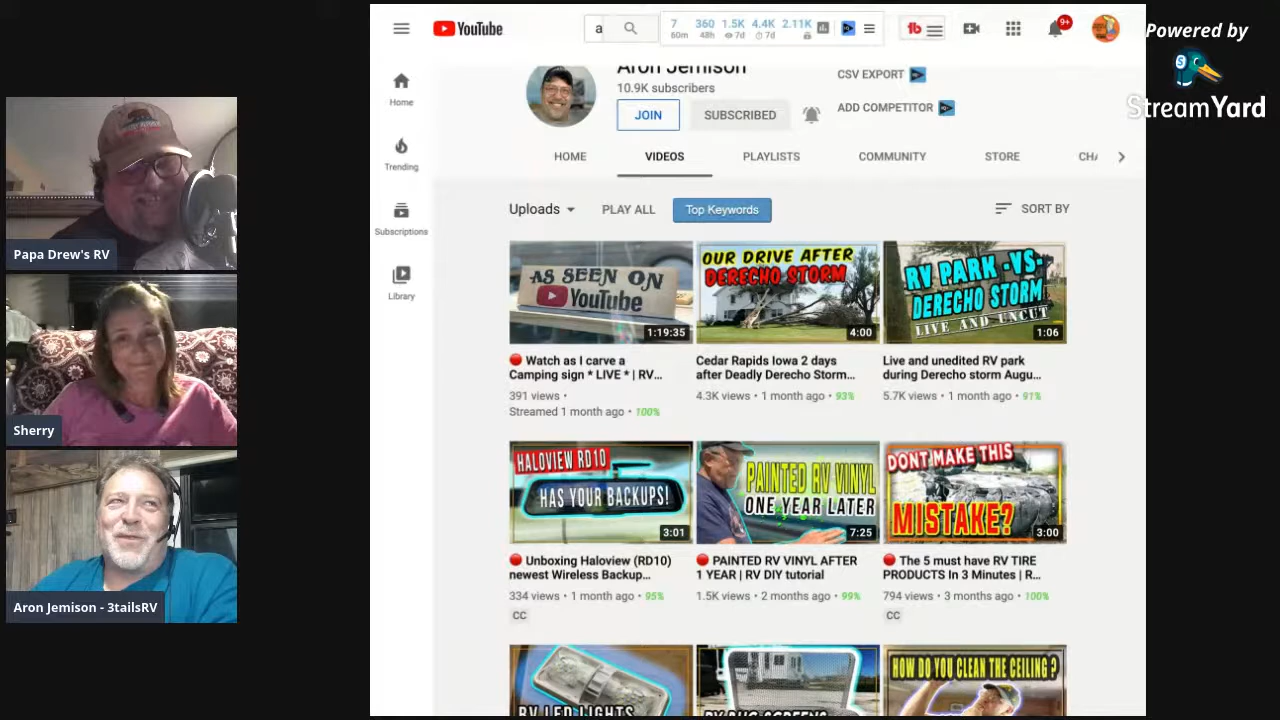 YouTube
a
7 360 1.5K 4.4K 2.11K
60m 48h 7d 7d
tb
9+
Powered by
StreamYard
Home
Trending
Subscriptions
Library
Papa Drew's RV
Sherry
Aron Jemison - 3tailsRV
Aron Jemison
10.9K subscribers
JOIN
SUBSCRIBED
CSV EXPORT
ADD COMPETITOR
HOME
VIDEOS
PLAYLISTS
COMMUNITY
STORE
Uploads
PLAY ALL
Top Keywords
SORT BY
AS SEEN ON
YouTube
1:19:35
OUR DRIVE AFTER
DERECHO STORM
4:00
RV PARK -VS-
DERECHO STORM
LIVE AND UNCUT
1:06
Watch as I carve a
Camping sign * LIVE * | RV...
391 views •
Streamed 1 month ago • 100%
Cedar Rapids Iowa 2 days
after Deadly Derecho Storm...
4.3K views • 1 month ago • 93%
Live and unedited RV park
during Derecho storm Augu...
5.7K views • 1 month ago • 91%
HALOVIEW RD10
HAS YOUR BACKUPS!
3:01
PAINTED RV VINYL
ONE YEAR LATER
7:25
DONT MAKE THIS
MISTAKE?
3:00
Unboxing Haloview (RD10)
newest Wireless Backup...
334 views • 1 month ago • 95%
CC
PAINTED RV VINYL AFTER
1 YEAR | RV DIY tutorial
1.5K views • 2 months ago • 99%
The 5 must have RV TIRE
PRODUCTS In 3 Minutes | R...
794 views • 3 months ago • 100%
CC
RV LED LIGHTS
RV BUG SCREENS
HOW DO YOU CLEAN THE CEILING ?